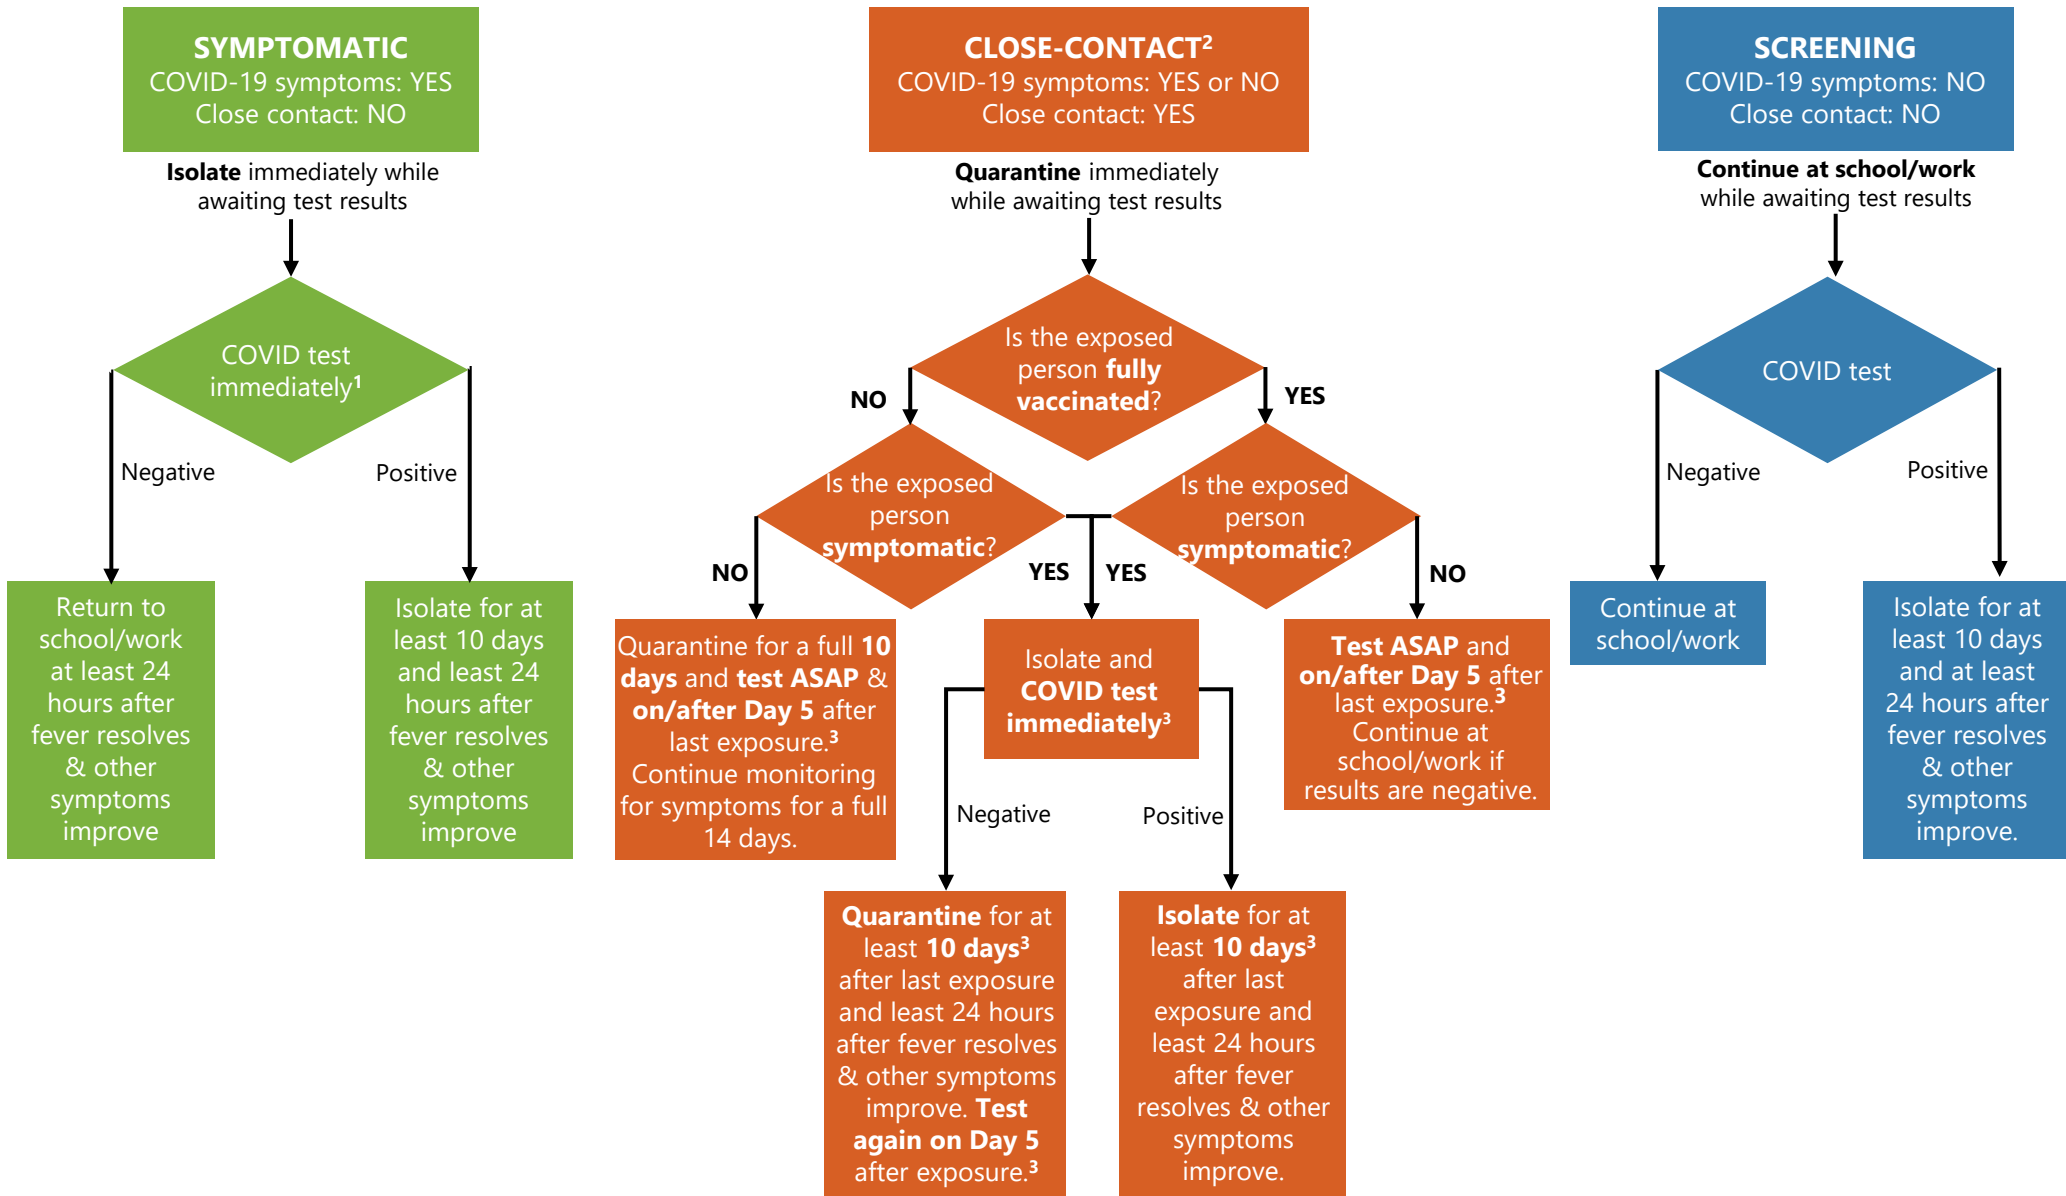 SYMPTOMATIC
COVID-19 symptoms: YES
Close contact: NO
Isolate immediately while
awaiting test results
COVID test
immediately1
Negative
Positive
Return to
school/work
at least 24
hours after
fever resolves
& other
symptoms
improve
Isolate for at
least 10 days
and least 24
hours after
fever resolves
& other
symptoms
improve
CLOSE-CONTACT2
COVID-19 symptoms: YES or NO
Close contact: YES
Quarantine immediately
while awaiting test results
Is the exposed
person fully
vaccinated?
NO
YES
Is the exposed
person
symptomatic?
Is the exposed
person
symptomatic?
NO
YES
YES
NO
Quarantine for a full 10
days and test ASAP &
on/after Day 5 after
last exposure.3
Continue monitoring
for symptoms for a full
14 days.
Isolate and
COVID test
immediately3
Test ASAP and
on/after Day 5 after
last exposure.3
Continue at
school/work if
results are negative.
Negative
Positive
Quarantine for at
least 10 days3
after last exposure
and least 24 hours
after fever resolves
& other symptoms
improve. Test
again on Day 5
after exposure.3
Isolate for at
least 10 days3
after last
exposure and
least 24 hours
after fever
resolves & other
symptoms
improve.
SCREENING
COVID-19 symptoms: NO
Close contact: NO
Continue at school/work
while awaiting test results
COVID test
Negative
Positive
Continue at
school/work
Isolate for at
least 10 days
and at least
24 hours after
fever resolves
& other
symptoms
improve.